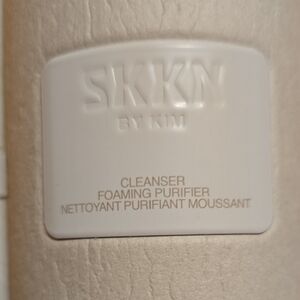 SKKN
BY KIM
CLEANSER
FOAMING PURIFIER
NETTOYANT PURIFIANT MOUSSANT